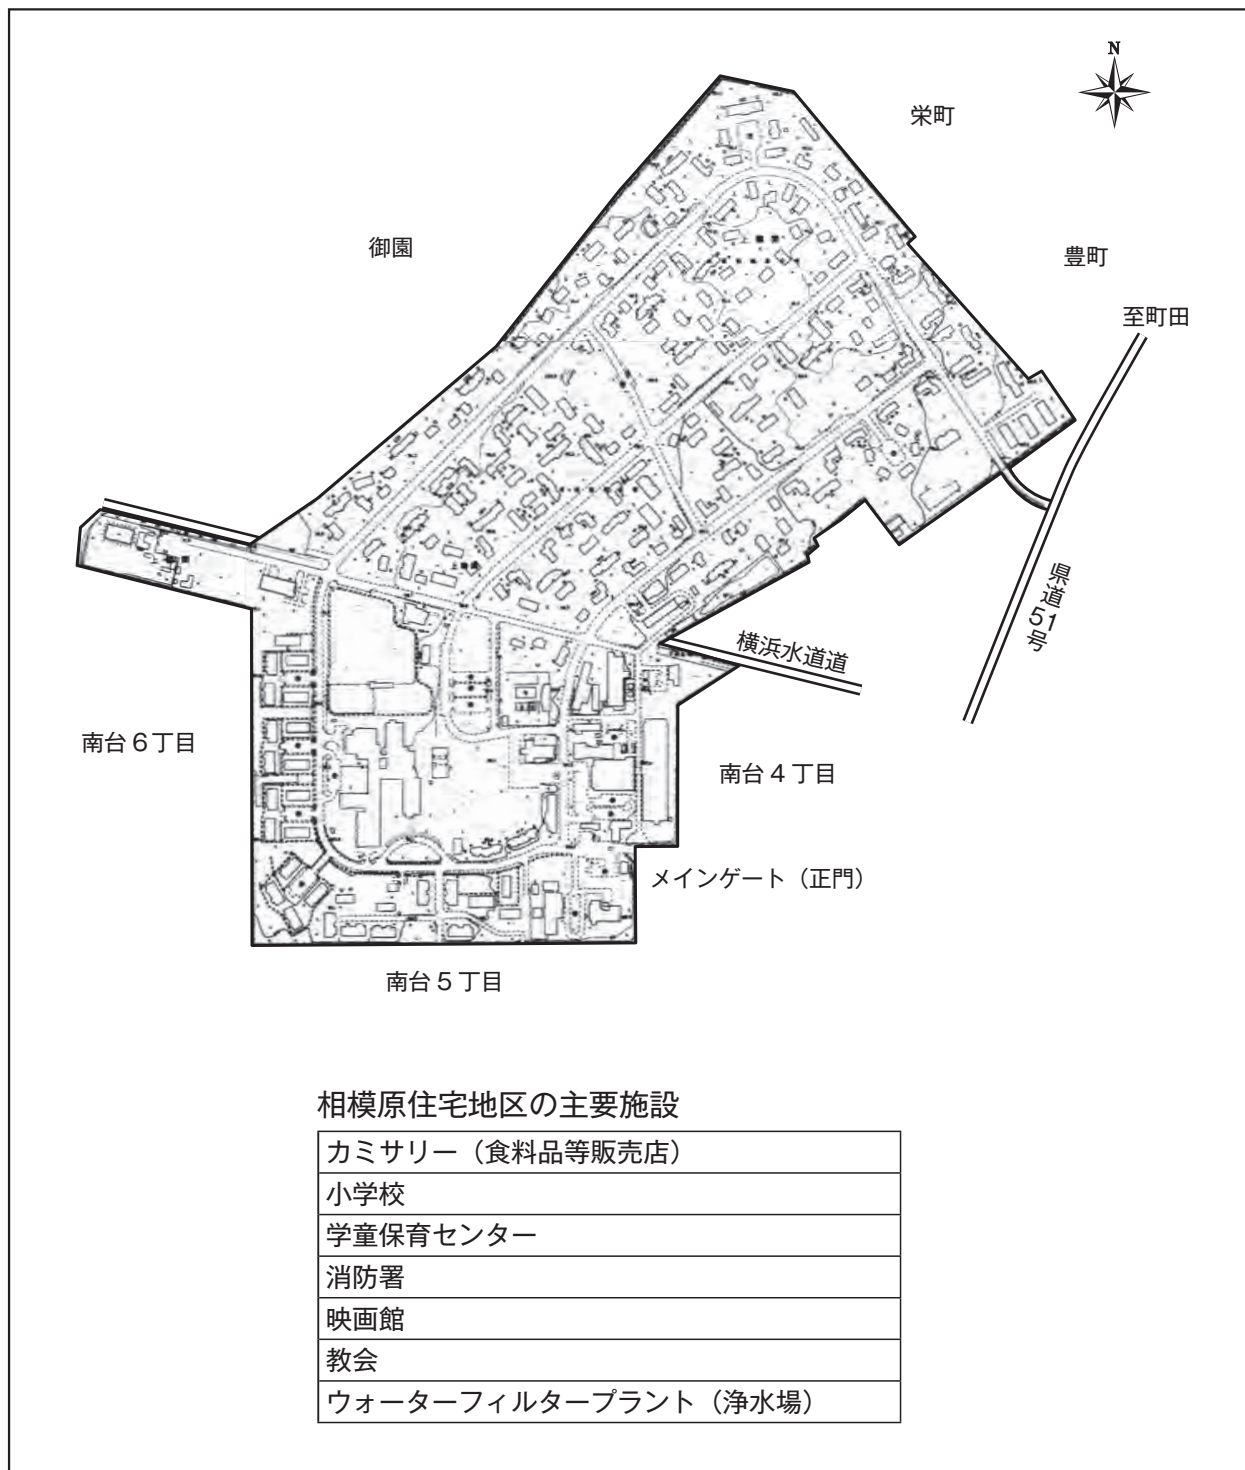 N
栄町
御園
豊町
至町田
県道51号
横浜水道道
南台6丁目
南台4丁目
メインゲート（正門）
南台5丁目
相模原住宅地区の主要施設
カミサリー（食料品等販売店）
小学校
学童保育センター
消防署
映画館
教会
ウォーターフィルタープラント（浄水場）